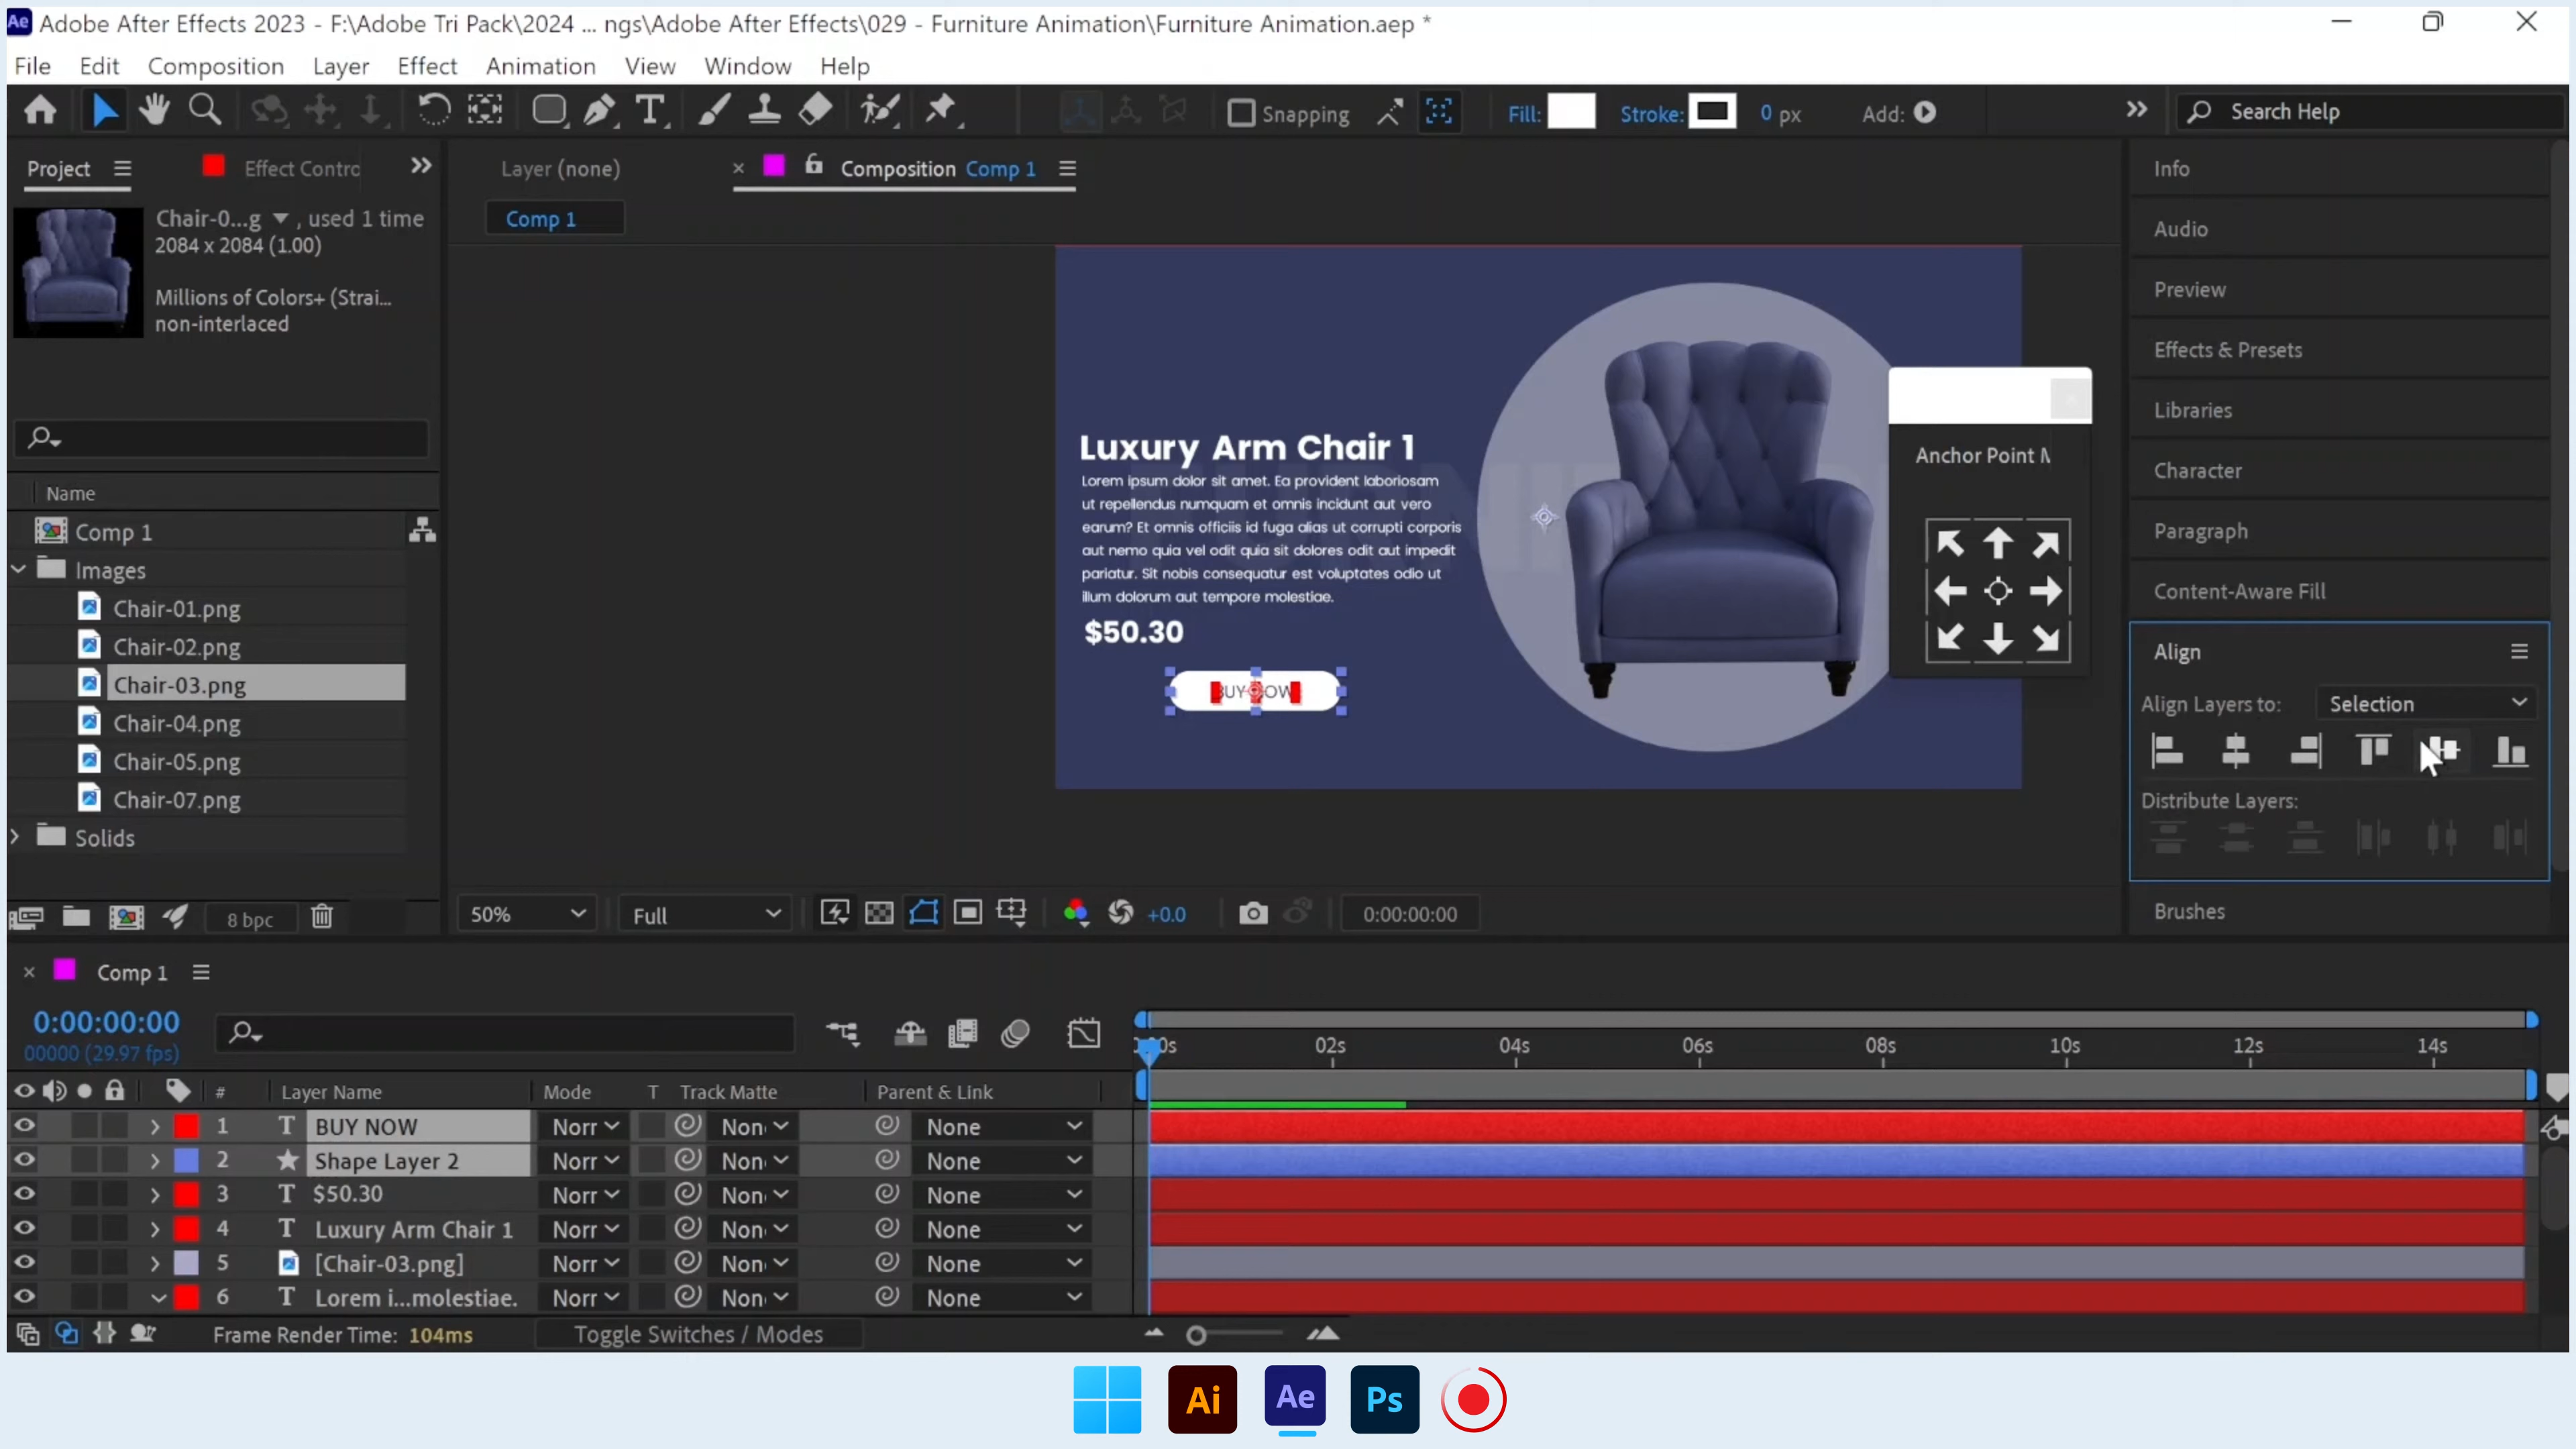 Ae Adobe After Effects 2023 - F:\Adobe Tri Pack\2024 ... ngs\Adobe After Effects\029 - Furniture Animation\Furniture Animation.aep *
File Edit Composition Layer Effect Animation View Window Help
Snapping Fill: Stroke: 0 px Add: Search Help
Project Effect Contro Layer (none) Composition Comp 1
Comp 1
Chair-0...g , used 1 time
2084 x 2084 (1.00)
Millions of Colors+ (Strai...
non-interlaced
Name
Comp 1
Images
Chair-01.png
Chair-02.png
Chair-03.png
Chair-04.png
Chair-05.png
Chair-07.png
Solids
8 bpc
Luxury Arm Chair 1
Lorem ipsum dolor sit amet. Ea provident laboriosam
ut repellendus numquam et omnis incidunt aut vero
earum? Et omnis officiis id fuga alias ut corrupti corporis
aut nemo quia vel odit quia sit dolores odit aut impedit
pariatur. Sit nobis consequatur est voluptates odio ut
illum dolorum aut tempore molestiae.
$50.30
BUY NOW
Anchor Point M
50% Full +0.0 0:00:00:00
Info
Audio
Preview
Effects & Presets
Libraries
Character
Paragraph
Content-Aware Fill
Align
Align Layers to: Selection
Distribute Layers:
Brushes
Comp 1
0:00:00:00
00000 (29.97 fps)
02s 04s 06s 08s 10s 12s 14s
# Layer Name Mode T Track Matte Parent & Link
1 T BUY NOW Norr Non None
2 Shape Layer 2 Norr Non None
3 T $50.30 Norr Non None
4 T Luxury Arm Chair 1 Norr Non None
5 [Chair-03.png] Norr Non None
6 T Lorem i...molestiae. Norr Non None
Frame Render Time: 104ms Toggle Switches / Modes
Ai Ae Ps